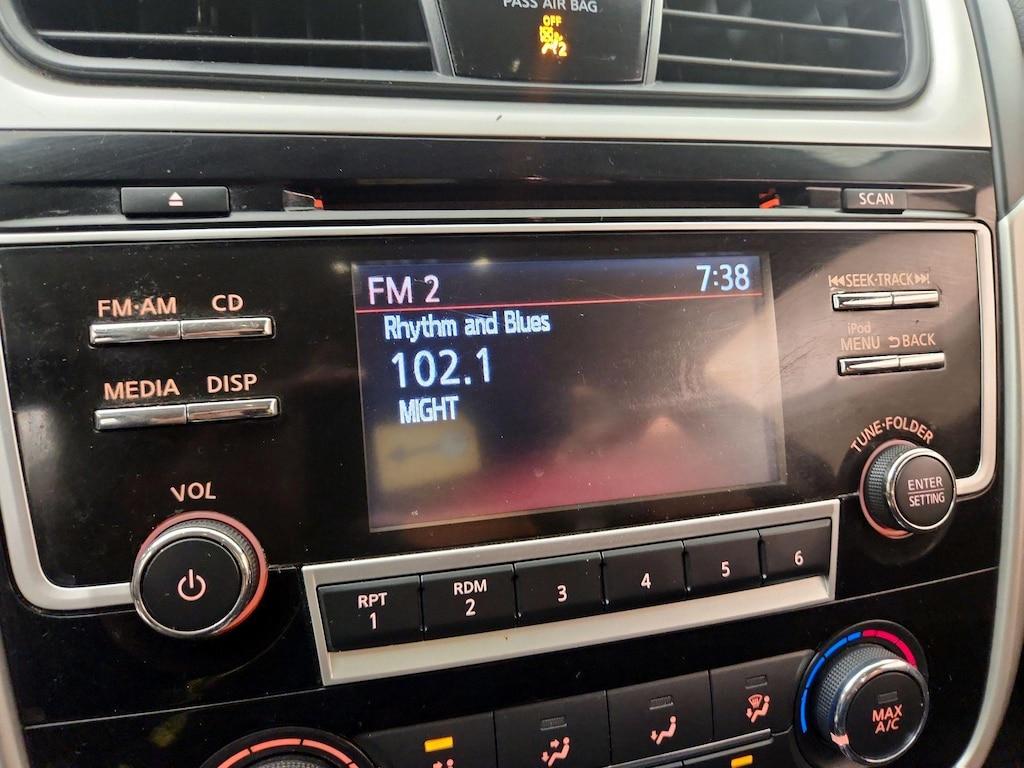 PASS AIR BAG
OFF
2
SCAN
FM·AM CD
FM 2 7:38
SEEK·TRACK
Rhythm and Blues
iPod
MENU BACK
102.1
MEDIA DISP
MIGHT
TUNE·FOLDER
VOL
ENTER
SETTING
RPT
1
RDM
2
3
4
5
6
MAX
A/C